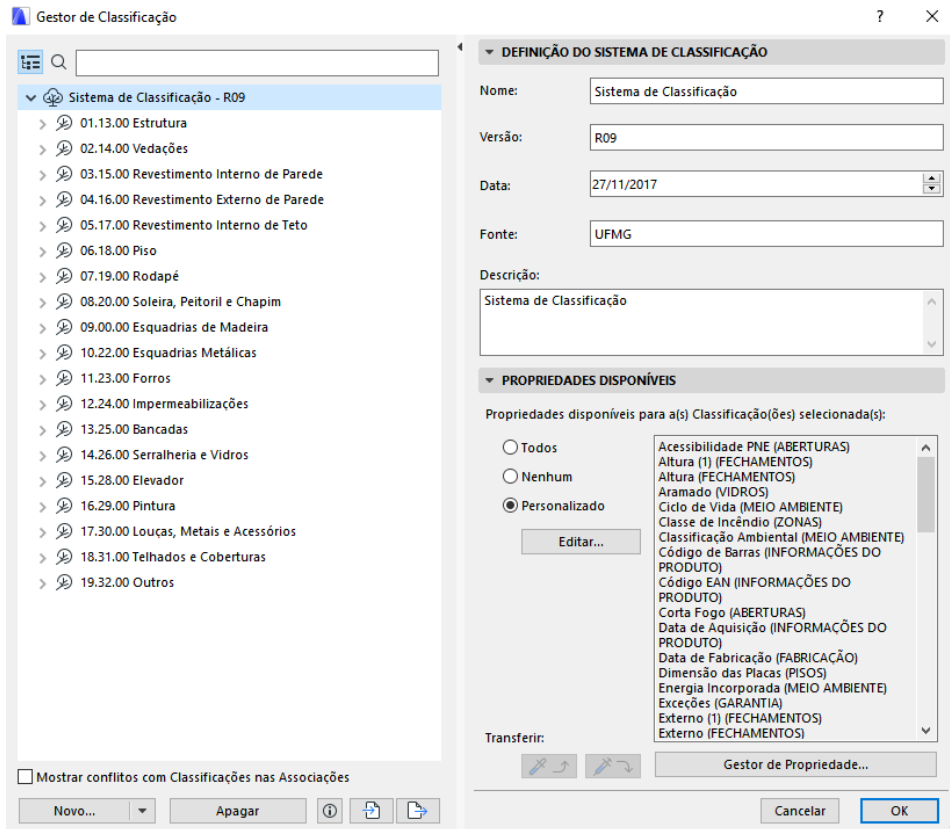 Gestor de Classificação
?
Sistema de Classificação - R09
01.13.00 Estrutura
02.14.00 Vedações
03.15.00 Revestimento Interno de Parede
04.16.00 Revestimento Externo de Parede
05.17.00 Revestimento Interno de Teto
06.18.00 Piso
07.19.00 Rodapé
08.20.00 Soleira, Peitoril e Chapim
09.00.00 Esquadrias de Madeira
10.22.00 Esquadrias Metálicas
11.23.00 Forros
12.24.00 Impermeabilizações
13.25.00 Bancadas
14.26.00 Serralheria e Vidros
15.28.00 Elevador
16.29.00 Pintura
17.30.00 Louças, Metais e Acessórios
18.31.00 Telhados e Coberturas
19.32.00 Outros
Mostrar conflitos com Classificações nas Associações
Novo...
Apagar
DEFINIÇÃO DO SISTEMA DE CLASSIFICAÇÃO
Nome: Sistema de Classificação
Versão: R09
Data: 27/11/2017
Fonte: UFMG
Descrição:
Sistema de Classificação
PROPRIEDADES DISPONÍVEIS
Propriedades disponíveis para a(s) Classificação(ões) selecionada(s):
Todos
Nenhum
Personalizado
Editar...
Acessibilidade PNE (ABERTURAS)
Altura (1) (FECHAMENTOS)
Altura (FECHAMENTOS)
Aramado (VIDROS)
Ciclo de Vida (MEIO AMBIENTE)
Classe de Incêndio (ZONAS)
Classificação Ambiental (MEIO AMBIENTE)
Código de Barras (INFORMAÇÕES DO
PRODUTO)
Código EAN (INFORMAÇÕES DO
PRODUTO)
Corta Fogo (ABERTURAS)
Data de Aquisição (INFORMAÇÕES DO
PRODUTO)
Data de Fabricação (FABRICAÇÃO)
Dimensão das Placas (PISOS)
Energia Incorporada (MEIO AMBIENTE)
Exceções (GARANTIA)
Externo (1) (FECHAMENTOS)
Externo (FECHAMENTOS)
Transferir:
Gestor de Propriedade...
Cancelar
OK